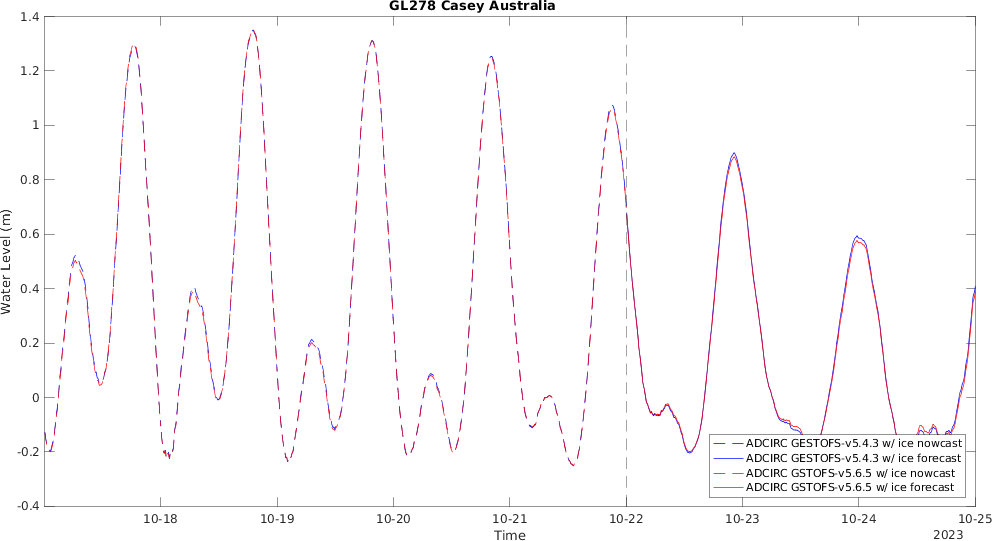 GL278 Casey Australia
Water Level (m)
1.4
1.2
1
0.8
0.6
0.4
0.2
0
-0.2
-0.4
ADCIRC GESTOFS-v5.4.3 w/ ice nowcast
ADCIRC GESTOFS-v5.4.3 w/ ice forecast
ADCIRC GSTOFS-v5.6.5 w/ ice nowcast
ADCIRC GSTOFS-v5.6.5 w/ ice forecast
10-18 10-19 10-20 10-21 10-22 10-23 10-24 10-25
Time
2023